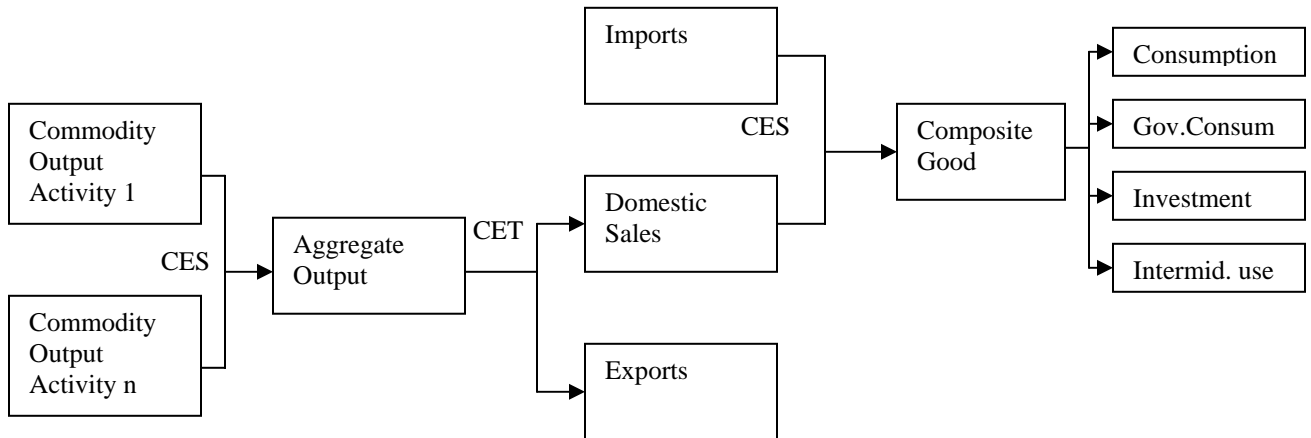 Commodity
Output
Activity 1
Commodity
Output
Activity n
CES
Aggregate
Output
CET
Imports
Domestic
Sales
Exports
CES
Composite
Good
Consumption
Gov.Consum
Investment
Intermid. use